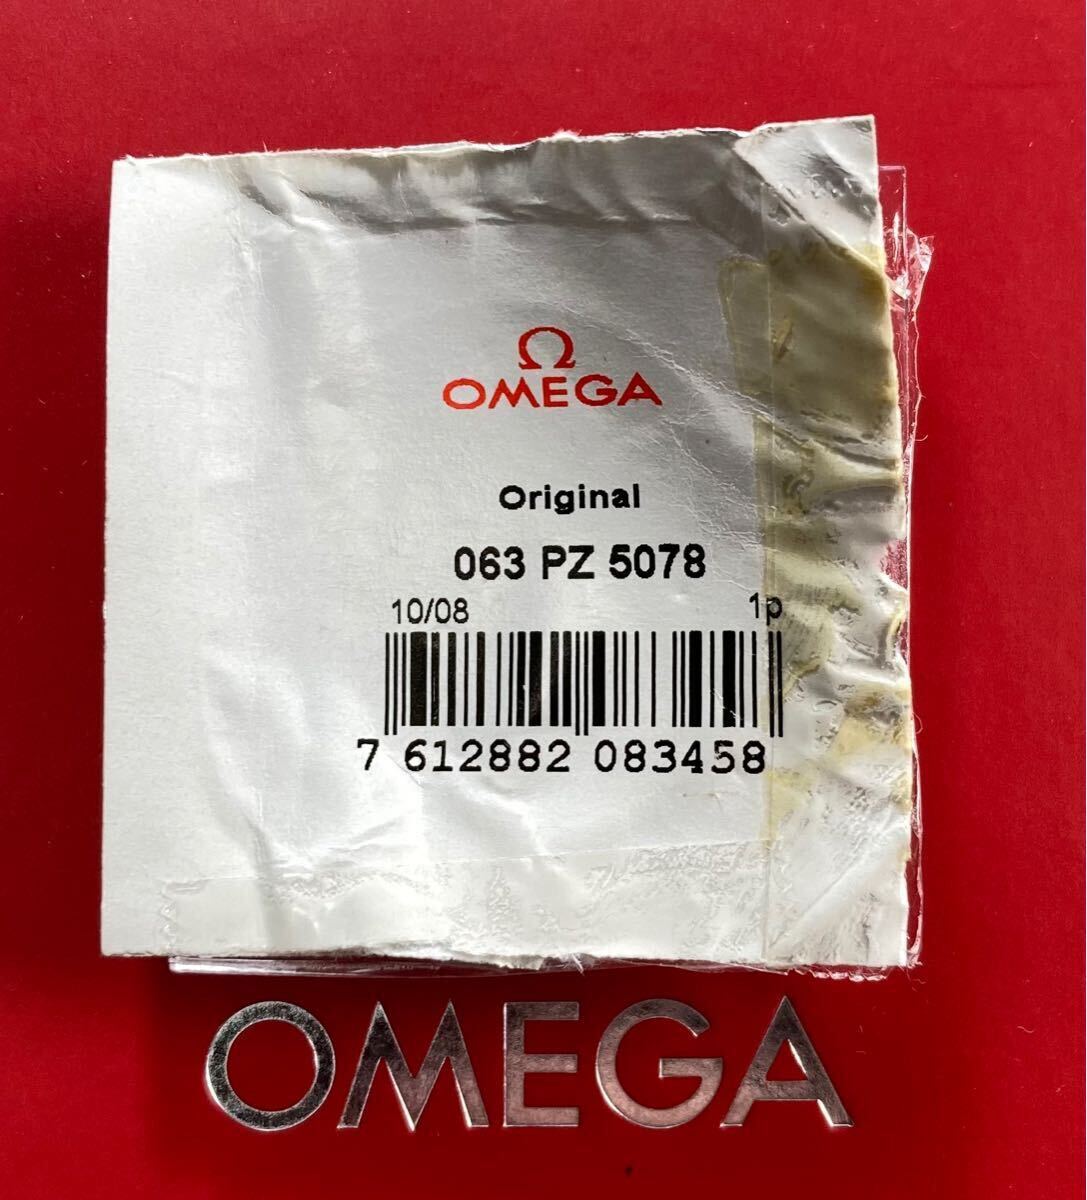 Ω
OMEGA
Original
063 PZ 5078
10/08 1p
7 612882 083458
OMEGA